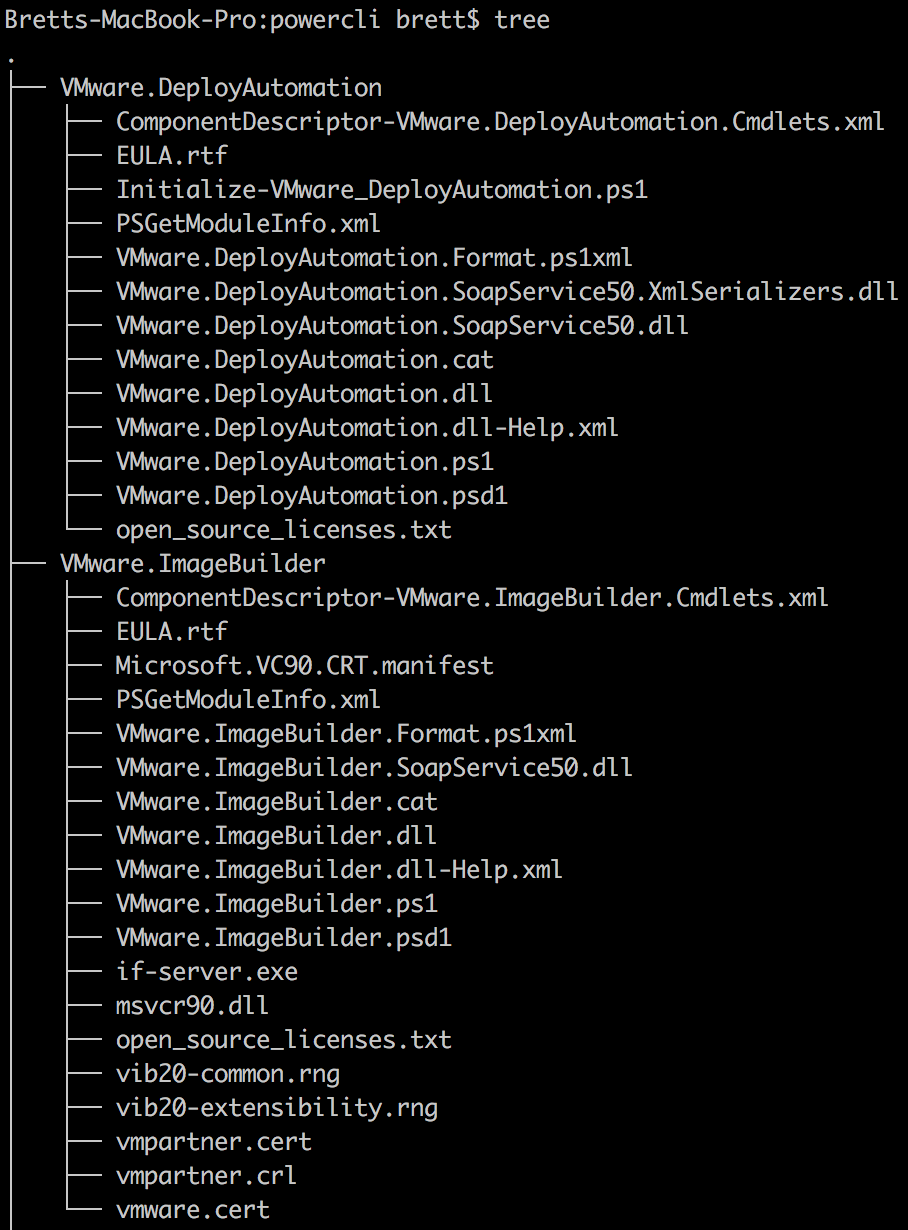 Bretts-MacBook-Pro:powercli brett$ tree
.
├── VMware.DeployAutomation
│   ├── ComponentDescriptor-VMware.DeployAutomation.Cmdlets.xml
│   ├── EULA.rtf
│   ├── Initialize-VMware_DeployAutomation.ps1
│   ├── PSGetModuleInfo.xml
│   ├── VMware.DeployAutomation.Format.ps1xml
│   ├── VMware.DeployAutomation.SoapService50.XmlSerializers.dll
│   ├── VMware.DeployAutomation.SoapService50.dll
│   ├── VMware.DeployAutomation.cat
│   ├── VMware.DeployAutomation.dll
│   ├── VMware.DeployAutomation.dll-Help.xml
│   ├── VMware.DeployAutomation.ps1
│   ├── VMware.DeployAutomation.psd1
│   └── open_source_licenses.txt
├── VMware.ImageBuilder
│   ├── ComponentDescriptor-VMware.ImageBuilder.Cmdlets.xml
│   ├── EULA.rtf
│   ├── Microsoft.VC90.CRT.manifest
│   ├── PSGetModuleInfo.xml
│   ├── VMware.ImageBuilder.Format.ps1xml
│   ├── VMware.ImageBuilder.SoapService50.dll
│   ├── VMware.ImageBuilder.cat
│   ├── VMware.ImageBuilder.dll
│   ├── VMware.ImageBuilder.dll-Help.xml
│   ├── VMware.ImageBuilder.ps1
│   ├── VMware.ImageBuilder.psd1
│   ├── if-server.exe
│   ├── msvcr90.dll
│   ├── open_source_licenses.txt
│   ├── vib20-common.rng
│   ├── vib20-extensibility.rng
│   ├── vmpartner.cert
│   ├── vmpartner.crl
│   └── vmware.cert